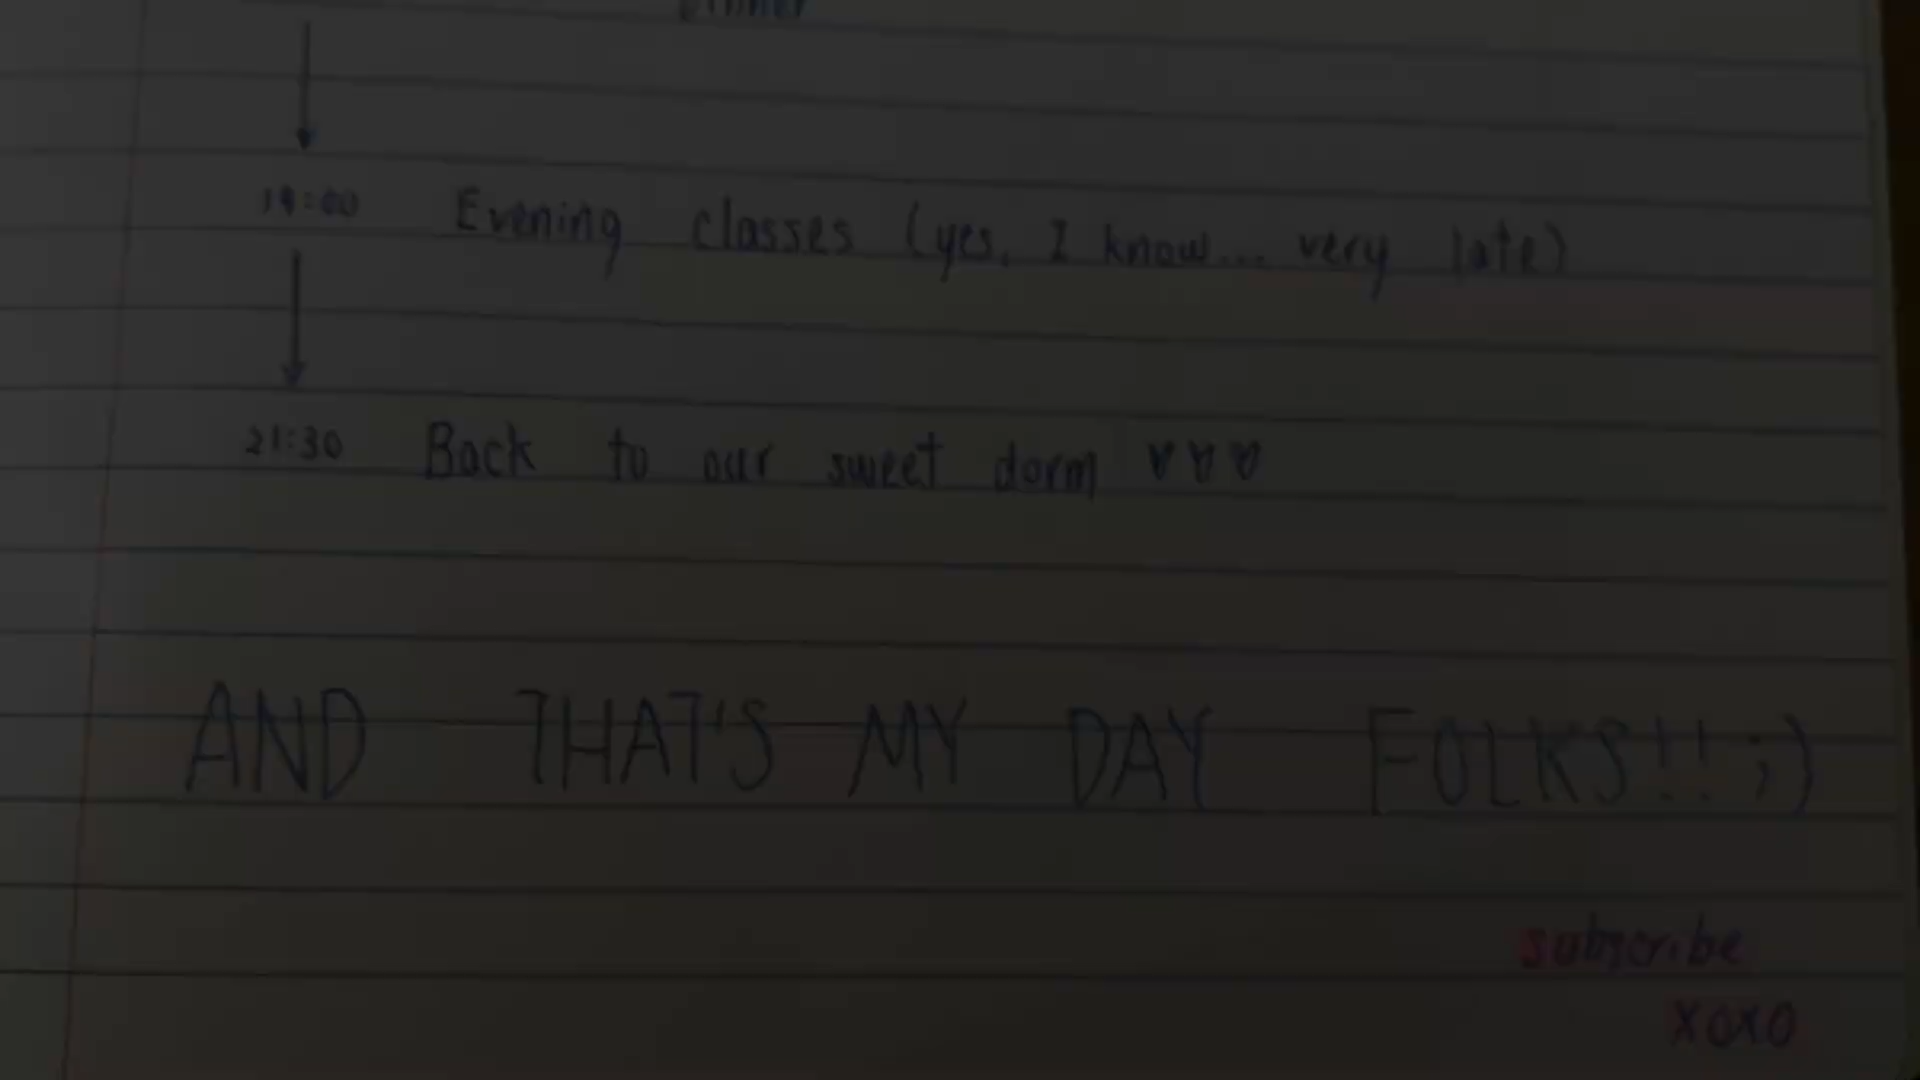 19:00 Evening classes (yes, I know... very late)
21:30 Back to our sweet dorm ♥♥♥
AND THAT'S MY DAY FOLKS!! ;)
subscribe
xoxo